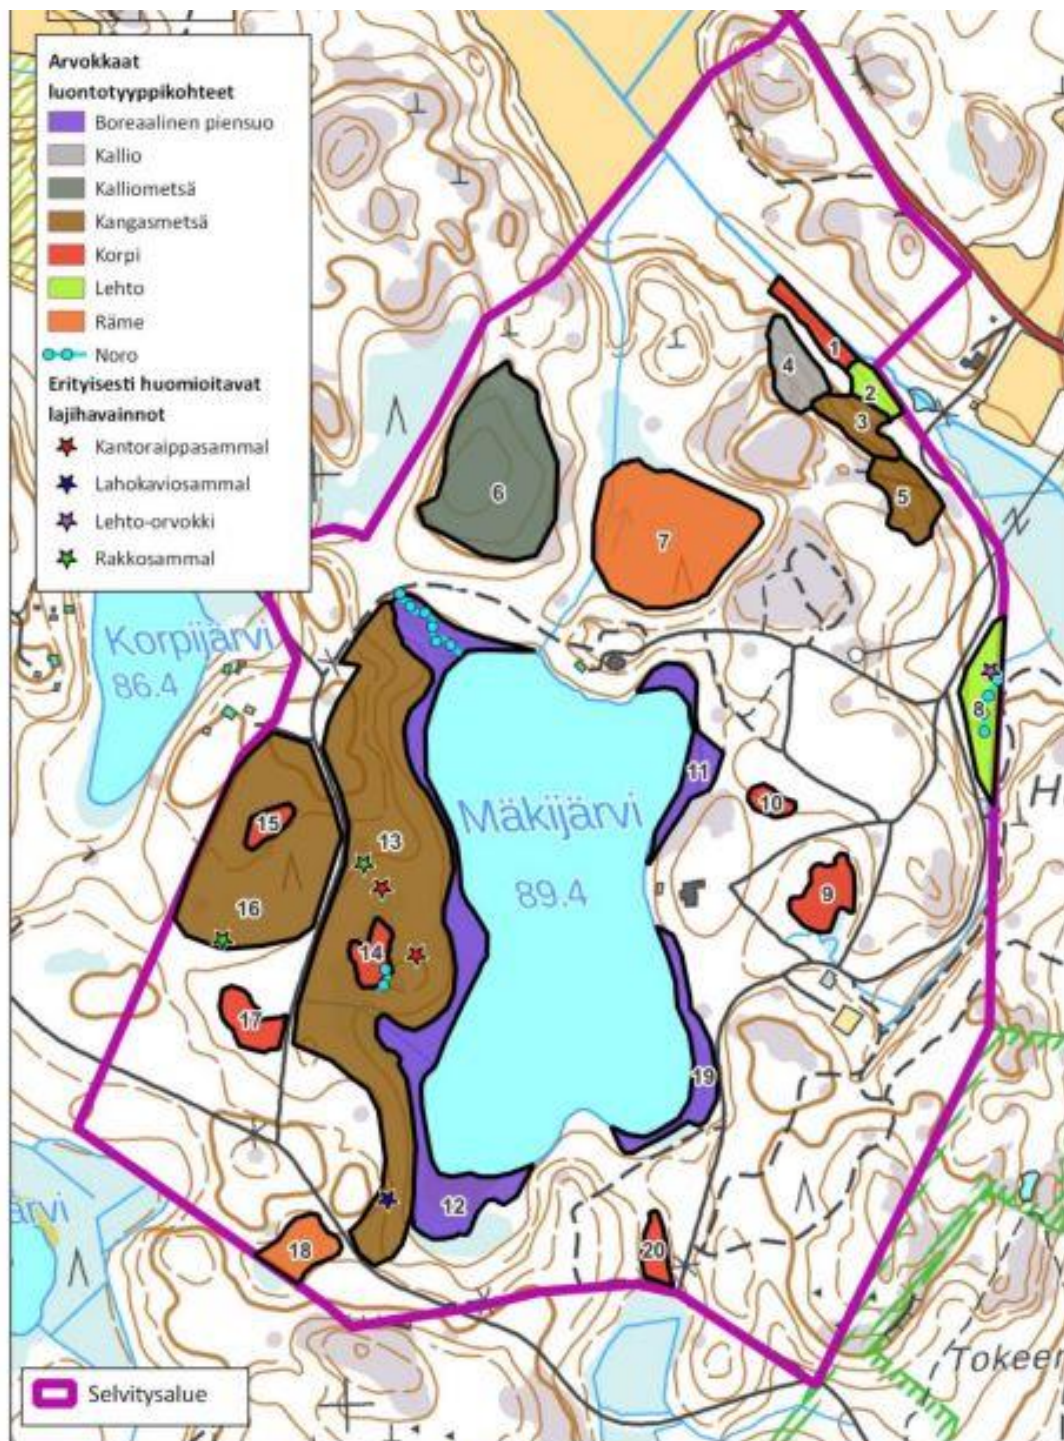 Arvokkaat
luontotyyppikohteet
Boreaalinen piensuo
Kallio
Kalliometsä
Kangasmetsä
Korpi
Lehto
Räme
Noro
Erityisesti huomioitavat
lajihavainnot
Kantoraippasammal
Lahokaviosammal
Lehto-orvokki
Rakkosammal
1
4
2
3
6
5
7
Korpijärvi
86.4
8
11
H
10
Mäkijärvi
15
13
89.4
9
16
14
17
19
12
ärvi
18
20
Tokeer
Selvitysalue